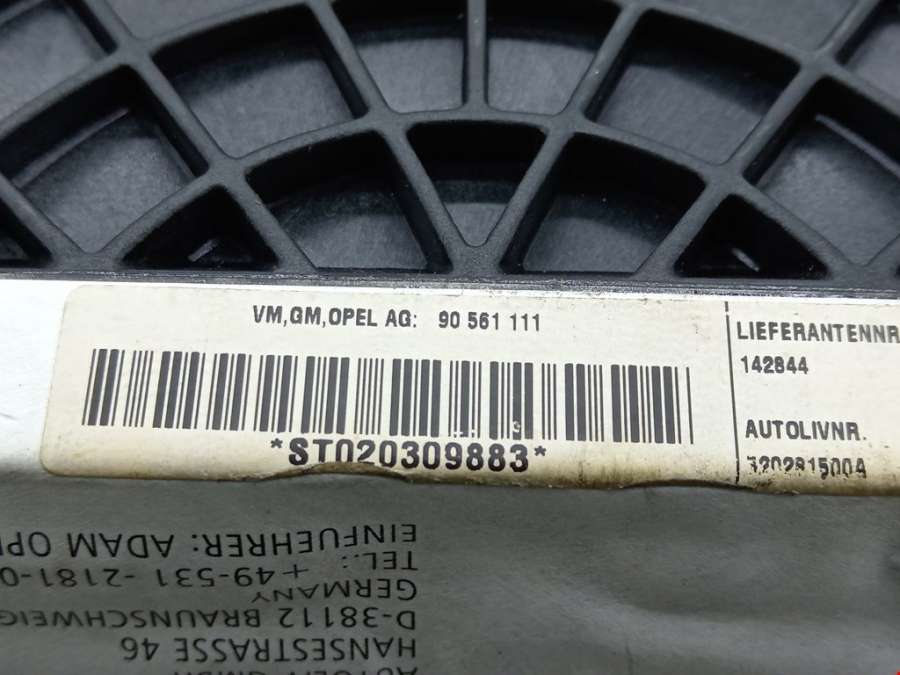 VM,GM,OPEL AG: 90 561 111
*ST020309883*
LIEFERANTENNR
142844
AUTOLIVNR.
HANSESTRASSE 46
D-38112 BRAUNSCHWEIG
GERMANY
TEL.: +49-531 -2181-0
EINFUEHRER: ADAM OP